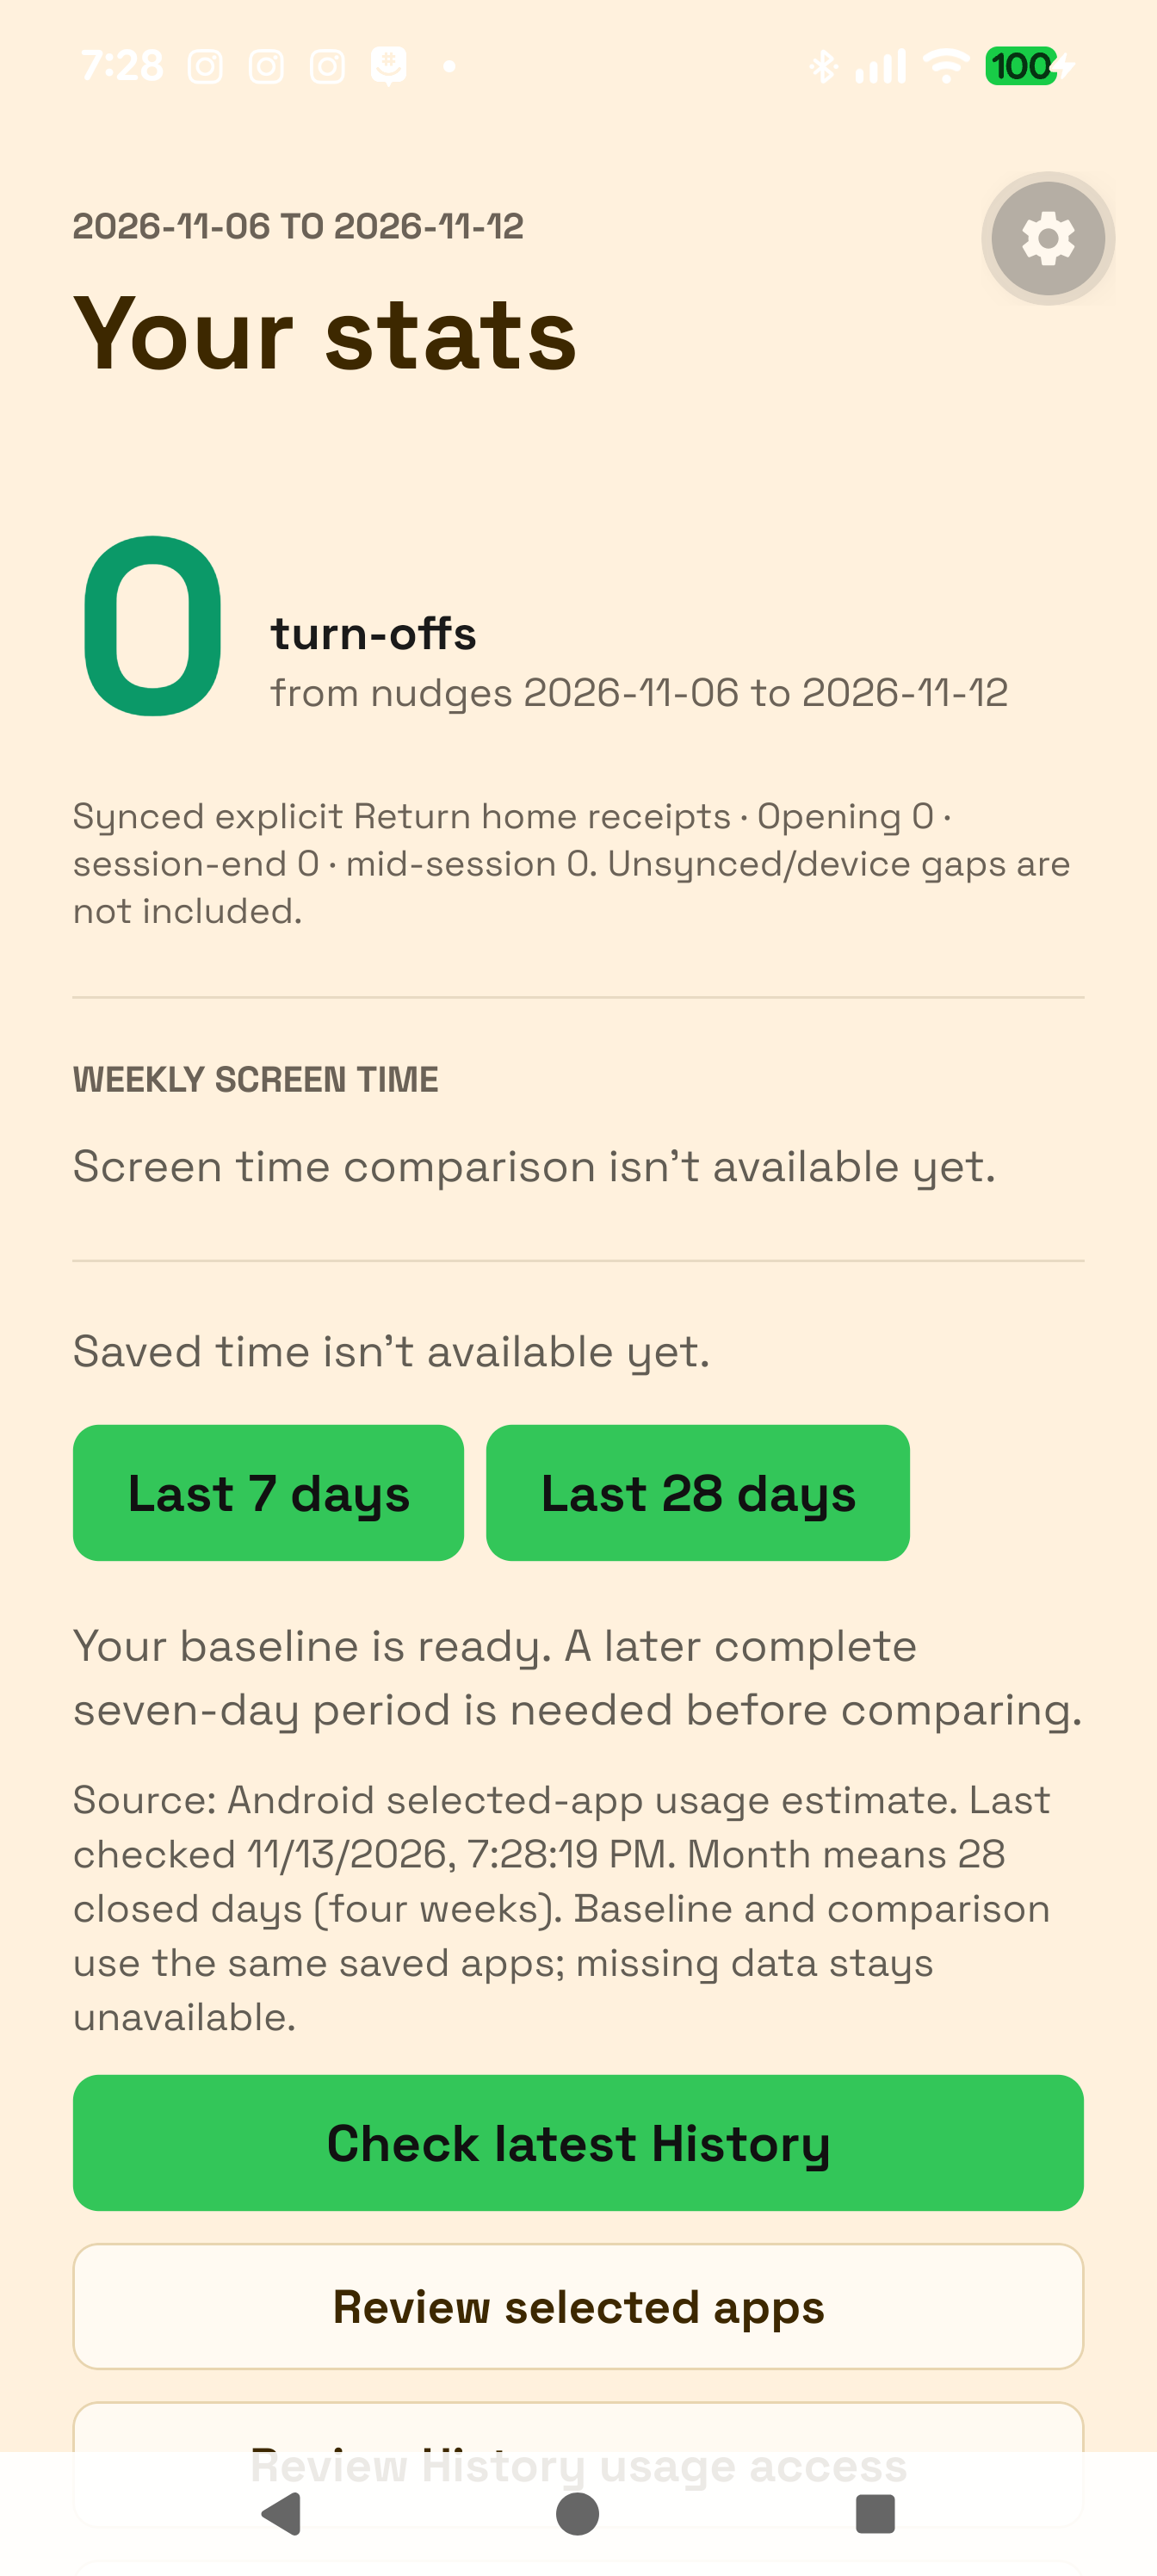 7:28
100
2026-11-06 TO 2026-11-12
Your stats
0
turn-offs
from nudges 2026-11-06 to 2026-11-12
Synced explicit Return home receipts · Opening 0 ·
session-end 0 · mid-session 0. Unsynced/device gaps are
not included.
WEEKLY SCREEN TIME
Screen time comparison isn't available yet.
Saved time isn't available yet.
Last 7 days
Last 28 days
Your baseline is ready. A later complete
seven-day period is needed before comparing.
Source: Android selected-app usage estimate. Last
checked 11/13/2026, 7:28:19 PM. Month means 28
closed days (four weeks). Baseline and comparison
use the same saved apps; missing data stays
unavailable.
Check latest History
Review selected apps
Review History usage access